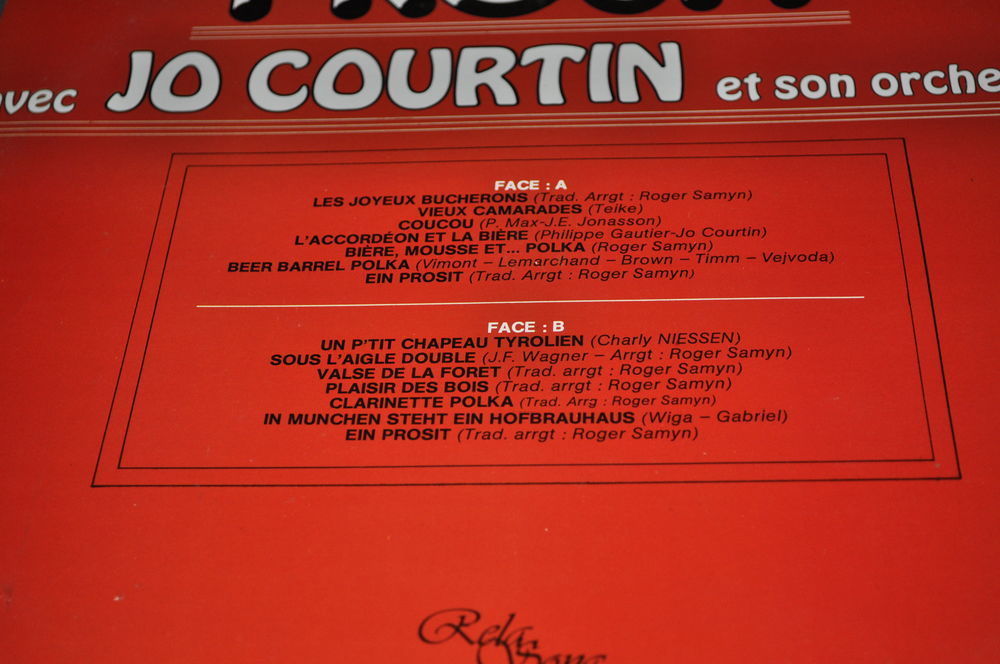 avec JO COURTIN et son orche
FACE : A
LES JOYEUX BUCHERONS (Trad. Arrgt : Roger Samyn)
VIEUX CAMARADES (Teike)
COUCOU (P. Max-J.E. Jonasson)
L'ACCORDÉON ET LA BIÈRE (Philippe Gautier-Jo Courtin)
BIÈRE, MOUSSE ET... POLKA (Roger Samyn)
BEER BARREL POLKA (Vimont – Lemarchand – Brown – Timm – Vejvoda)
EIN PROSIT (Trad. Arrgt : Roger Samyn)
FACE : B
UN P'TIT CHAPEAU TYROLIEN (Charly NIESSEN)
SOUS L'AIGLE DOUBLE (J.F. Wagner – Arrgt : Roger Samyn)
VALSE DE LA FORET (Trad. arrgt : Roger Samyn)
PLAISIR DES BOIS (Trad. arrgt : Roger Samyn)
CLARINETTE POLKA (Trad. Arrg : Roger Samyn)
IN MUNCHEN STEHT EIN HOFBRAUHAUS (Wiga – Gabriel)
EIN PROSIT (Trad. arrgt : Roger Samyn)
Rela
Song